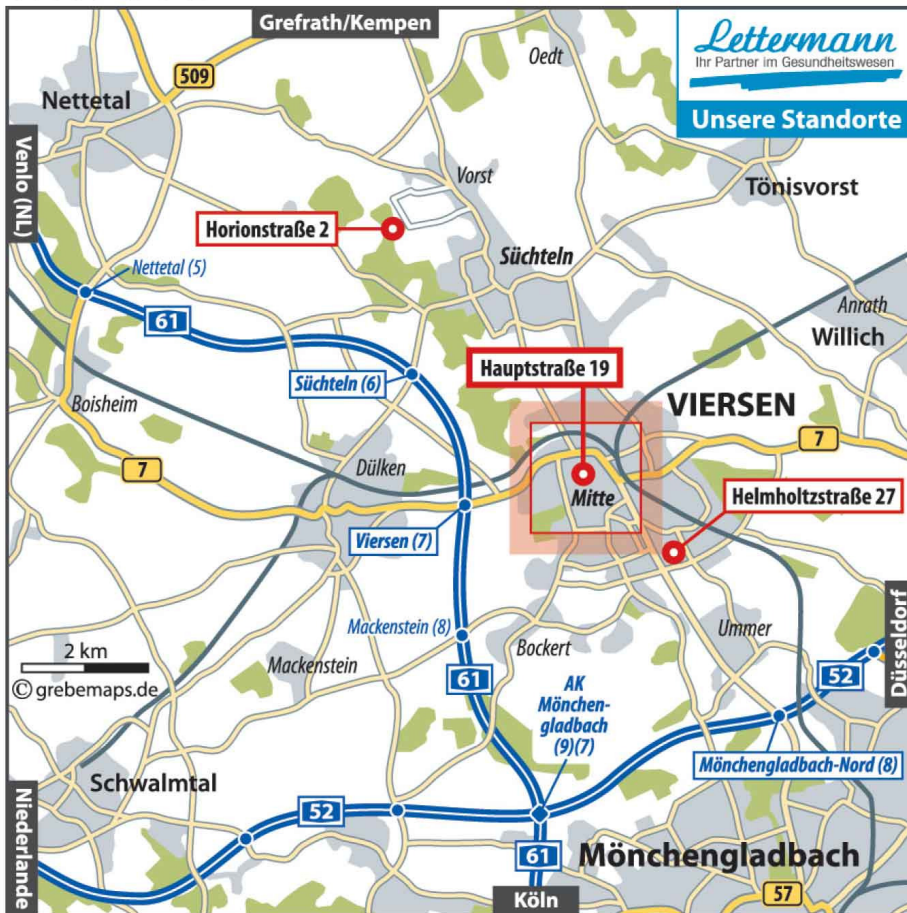 Grefrath/Kempen
Lettermann
Ihr Partner im Gesundheitswesen
Unsere Standorte
Oedt
509
Nettetal
Venlo (NL)
Vorst
Tönisvorst
Horionstraße 2
Süchteln
Nettetal (5)
Anrath
61
Willich
Hauptstraße 19
Süchteln (6)
VIERSEN
Boisheim
7
7
Dülken
Mitte
Helmholtzstraße 27
Viersen (7)
Mackenstein (8)
Ummer
Bockert
Düsseldorf
2 km
Mackenstein
© grebemaps.de
61
52
AK
Mönchen-
gladbach
(9)(7)
Mönchengladbach-Nord (8)
Schwalmtal
52
Niederlande
61
Mönchengladbach
Köln
57